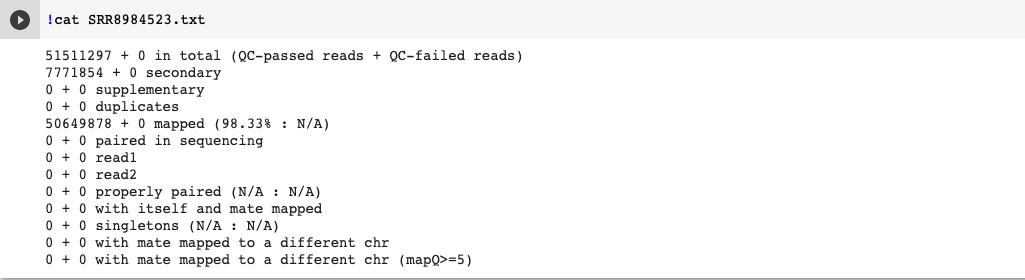 !cat SRR8984523.txt
51511297 + 0 in total (QC-passed reads + QC-failed reads)
7771854 + 0 secondary
0 + 0 supplementary
0 + 0 duplicates
50649878 + 0 mapped (98.33% : N/A)
0 + 0 paired in sequencing
0 + 0 read1
0 + 0 read2
0 + 0 properly paired (N/A : N/A)
0 + 0 with itself and mate mapped
0 + 0 singletons (N/A : N/A)
0 + 0 with mate mapped to a different chr
0 + 0 with mate mapped to a different chr (mapQ>=5)